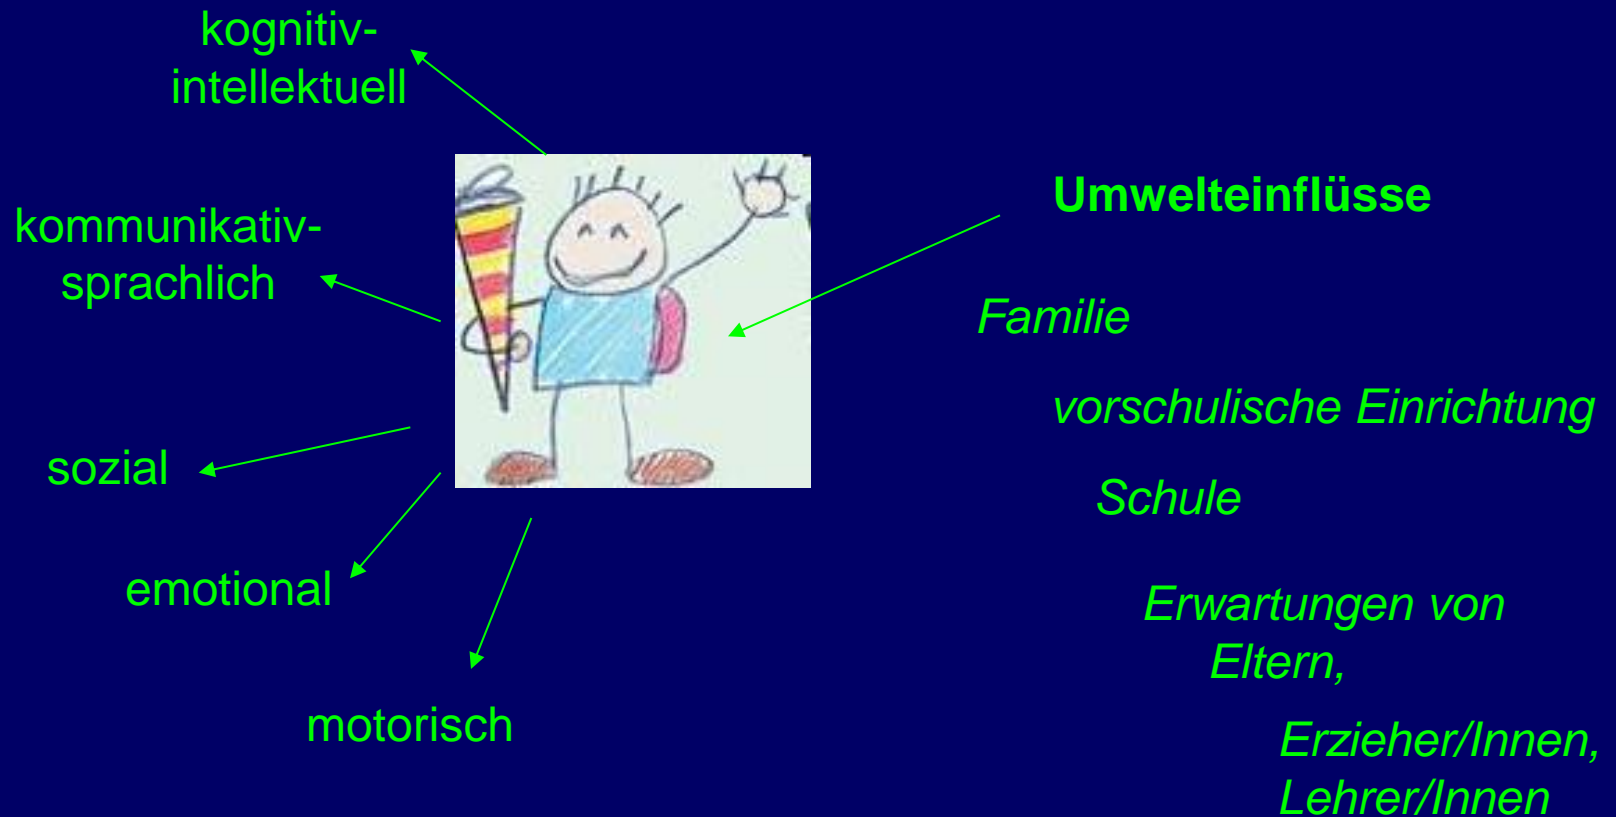 kognitiv-
intellektuell
kommunikativ-
sprachlich
sozial
emotional
motorisch
Umwelteinflüsse
Familie
vorschulische Einrichtung
Schule
Erwartungen von
Eltern,
Erzieher/Innen,
Lehrer/Innen